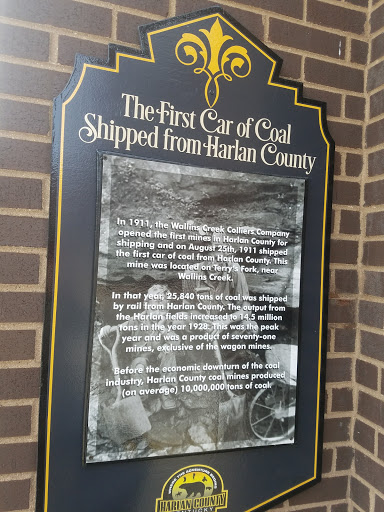 The First Car of Coal
Shipped from Harlan County
In 1911, the Wallins Creek Colliers Company
opened the first mines in Harlan County for
shipping and on August 25th, 1911 shipped
the first car of coal from Harlan County. This
mine was located on Terry's Fork, near
Wallins Creek.
In that year, 25,840 tons of coal was shipped
by rail from Harlan County. The output from
the Harlan fields increased to 14.5 million
tons in the year 1928. This was the peak
year and was a product of seventy-one
mines, exclusive of the wagon mines.
Before the economic downturn of the coal
industry, Harlan County coal mines produced
(on average) 10,000,000 tons of coal.
HARLAN COUNTY
KENTUCKY